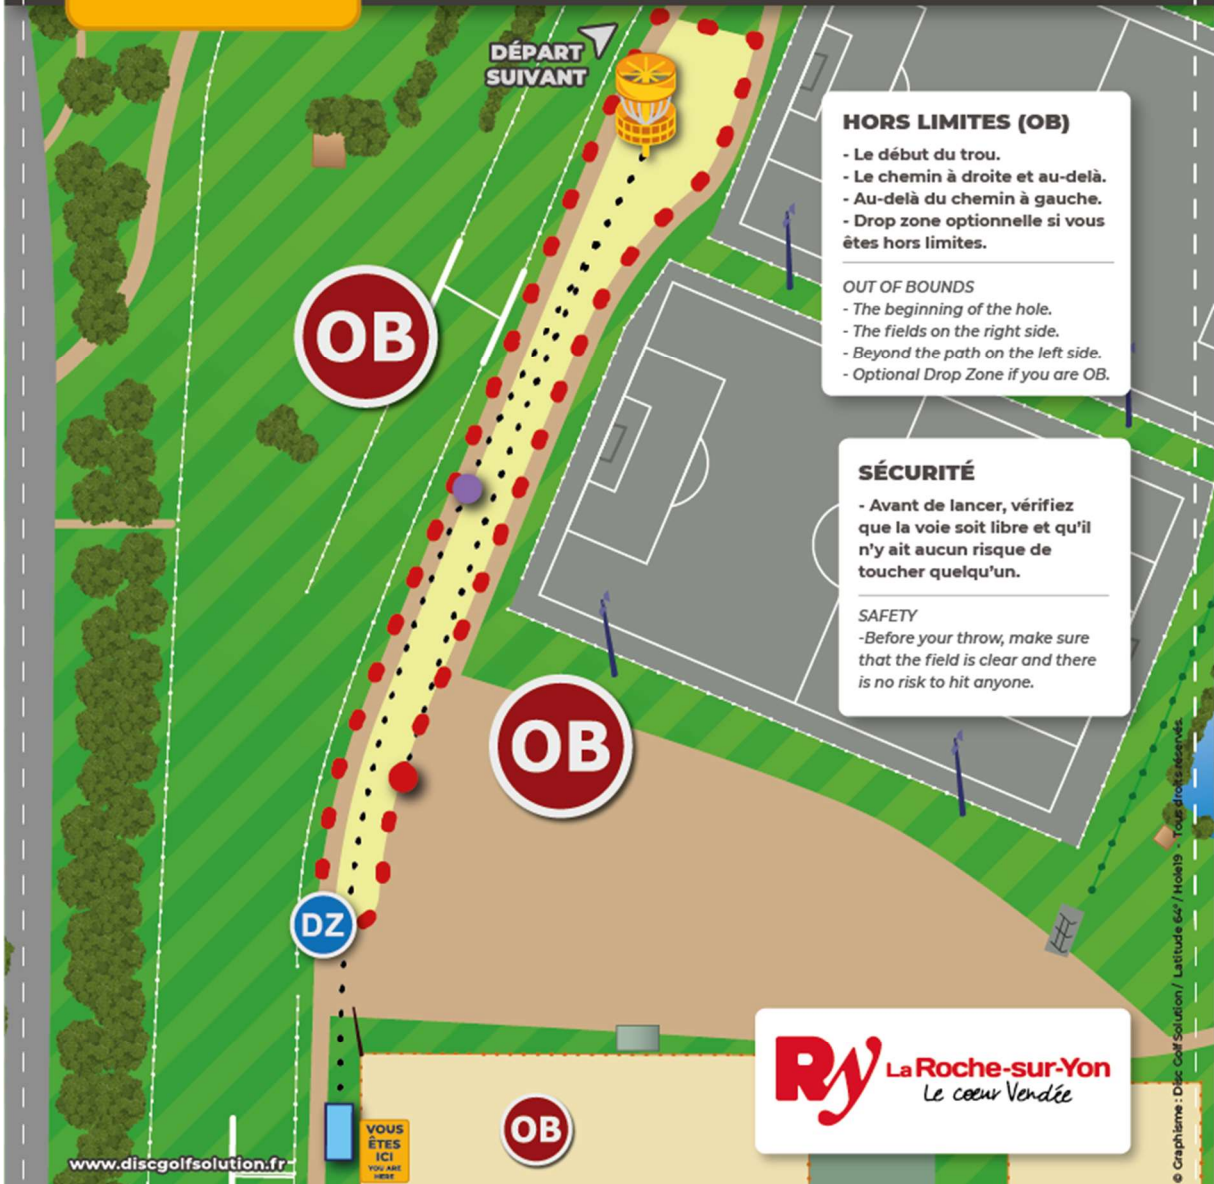 DÉPART
SUIVANT
HORS LIMITES (OB)
- Le début du trou.
- Le chemin à droite et au-delà.
- Au-delà du chemin à gauche.
- Drop zone optionnelle si vous
êtes hors limites.
OUT OF BOUNDS
- The beginning of the hole.
- The fields on the right side.
- Beyond the path on the left side.
- Optional Drop Zone if you are OB.
OB
SÉCURITÉ
- Avant de lancer, vérifiez
que la voie soit libre et qu'il
n'y ait aucun risque de
toucher quelqu'un.
SAFETY
-Before your throw, make sure
that the field is clear and there
is no risk to hit anyone.
OB
DZ
Ry
La Roche-sur-Yon
Le cœur Vendée
OB
VOUS
ÊTES
ICI
YOU ARE
HERE
www.discgolfsolution.fr
© Graphisme : Disc Golf Solution / Latitude 64° / Hole19 - Tous droits réservés.